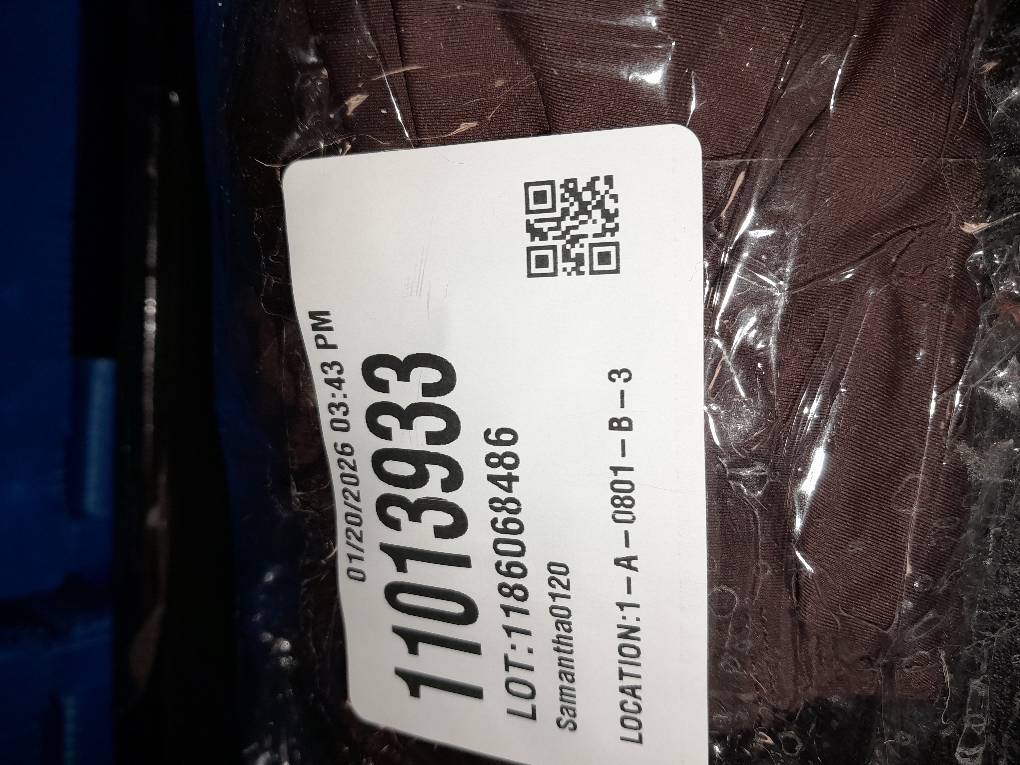 01/20/2026 03:43 PM
11013933
LOT:1186068486
Samantha0120
LOCATION:1-A-0801-B-3